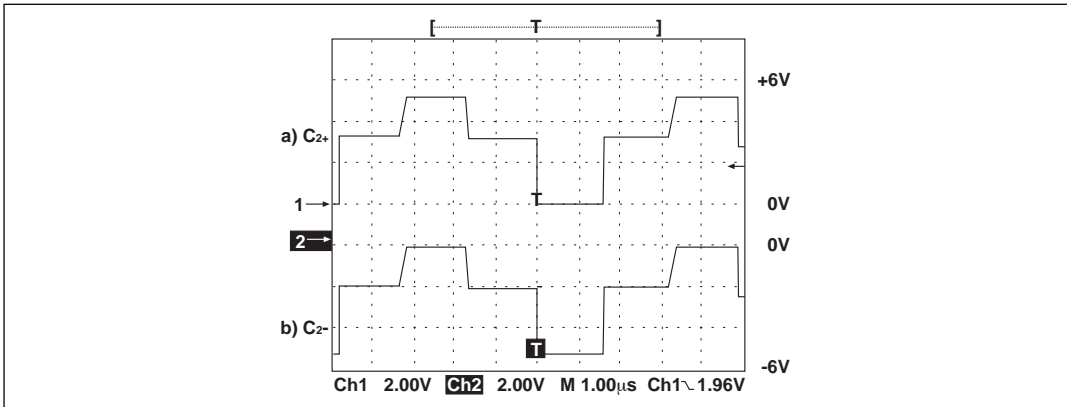 [ T ]
+6V
a) C2+
T
1 0V
2 0V
b) C2-
T
-6V
Ch1 2.00V Ch2 2.00V M 1.00μs Ch1 1.96V